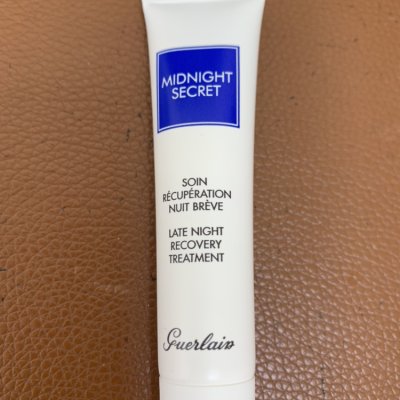 MIDNIGHT
SECRET
SOIN
RÉCUPÉRATION
NUIT BRÈVE
LATE NIGHT
RECOVERY
TREATMENT
Guerlain